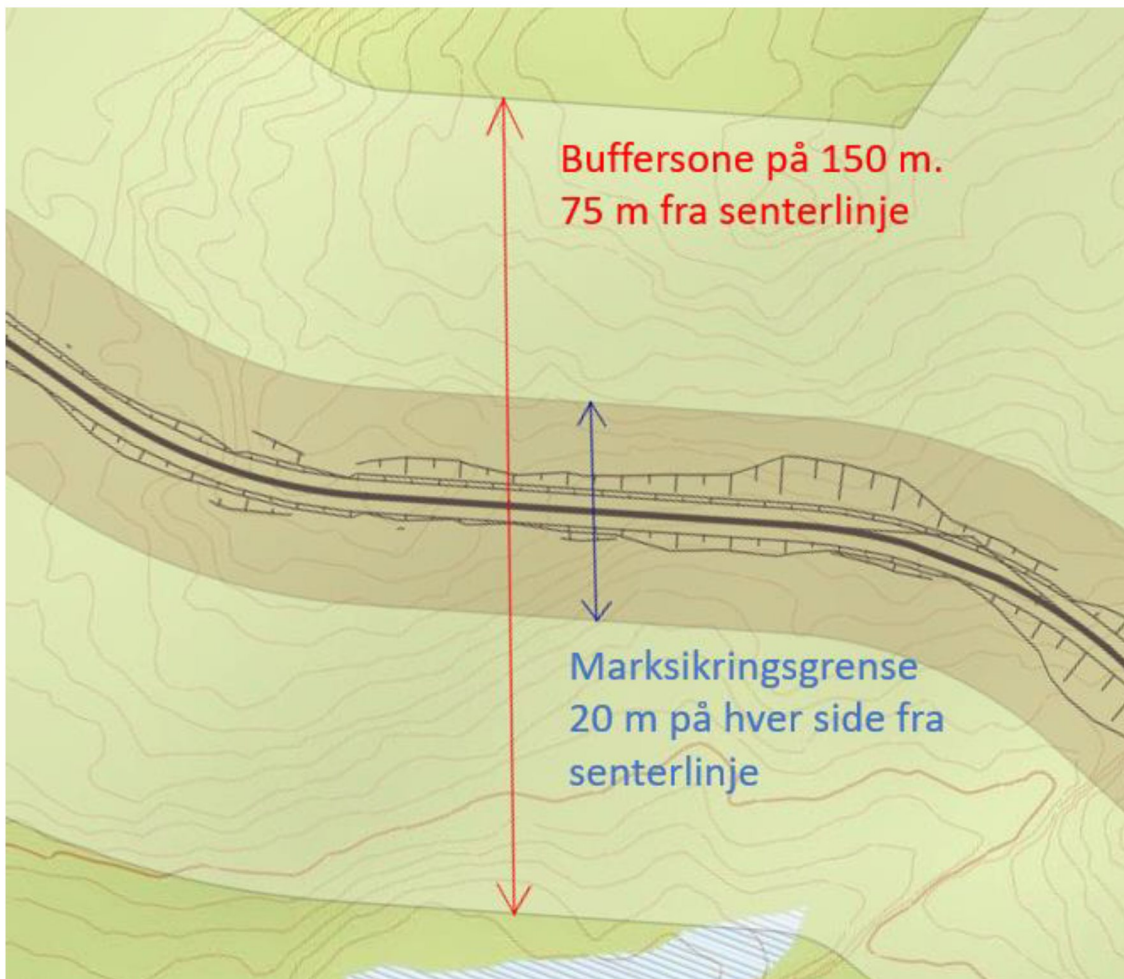 Buffersone på 150 m.
75 m fra senterlinje
Marksikringsgrense
20 m på hver side fra
senterlinje